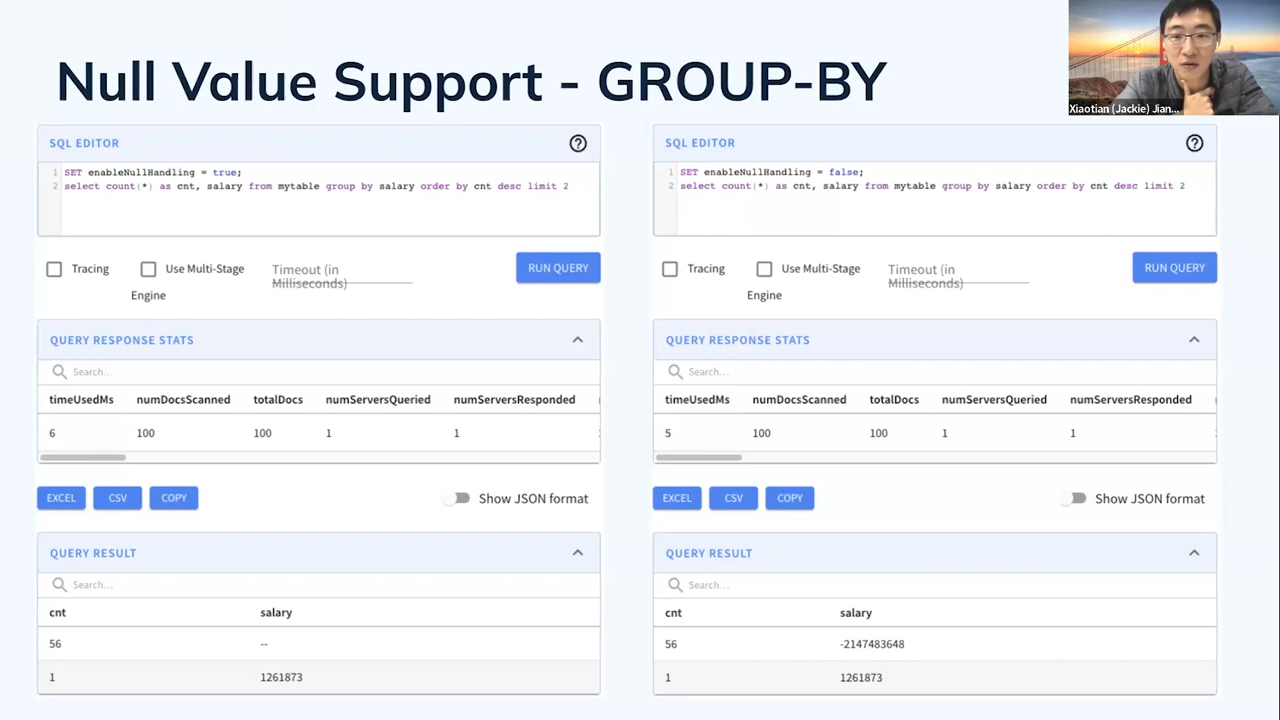 Null Value Support - GROUP-BY
Xiaotian (Jackie) Jian...
SQL EDITOR
1 SET enableNullHandling = true;
2 select count(*) as cnt, salary from mytable group by salary order by cnt desc limit 2
Tracing
Use Multi-Stage
Engine
Timeout (in
Milliseconds)
RUN QUERY
QUERY RESPONSE STATS
Search...
timeUsedMs numDocsScanned totalDocs numServersQueried numServersResponded
6 100 100 1 1
EXCEL CSV COPY
Show JSON format
QUERY RESULT
Search...
cnt salary
56 --
1 1261873
SQL EDITOR
1 SET enableNullHandling = false;
2 select count(*) as cnt, salary from mytable group by salary order by cnt desc limit 2
Tracing
Use Multi-Stage
Engine
Timeout (in
Milliseconds)
RUN QUERY
QUERY RESPONSE STATS
Search...
timeUsedMs numDocsScanned totalDocs numServersQueried numServersResponded
5 100 100 1 1
EXCEL CSV COPY
Show JSON format
QUERY RESULT
Search...
cnt salary
56 -2147483648
1 1261873